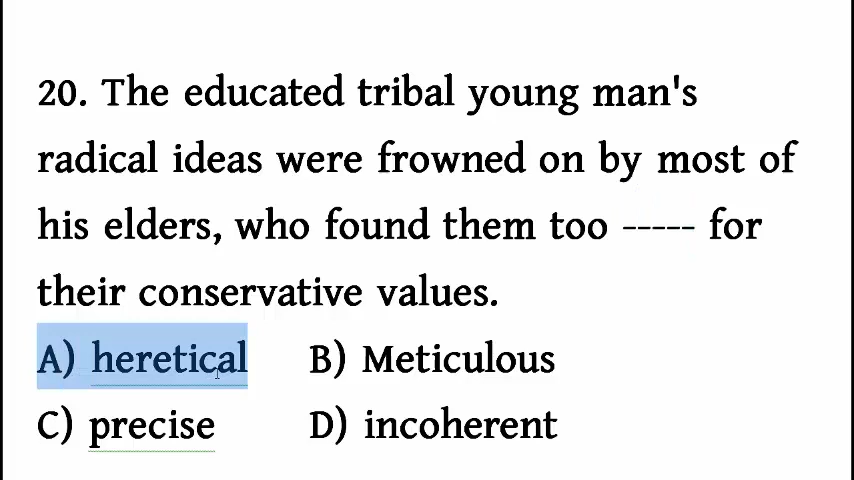 20. The educated tribal young man's
radical ideas were frowned on by most of
his elders, who found them too ----- for
their conservative values.
A) heretical B) Meticulous
C) precise D) incoherent